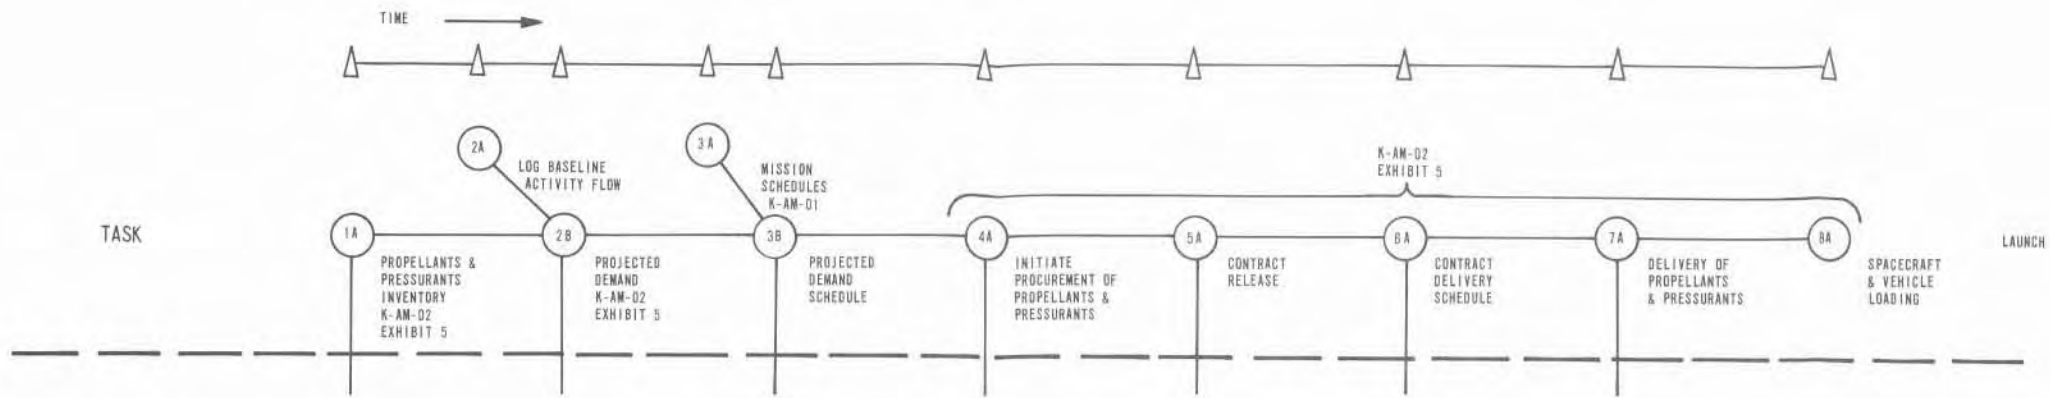 TIME
2A
3A
LOG BASELINE
ACTIVITY FLOW
MISSION
SCHEDULES
K-AM-01
K-AM-02
EXHIBIT 5
TASK
1A
2B
3B
4A
5A
6A
7A
8A
LAUNCH
PROPELLANTS &
PRESSURANTS
INVENTORY
K-AM-02
EXHIBIT 5
PROJECTED
DEMAND
K-AM-02
EXHIBIT 5
PROJECTED
DEMAND
SCHEDULE
INITIATE
PROCUREMENT OF
PROPELLANTS &
PRESSURANTS
CONTRACT
RELEASE
CONTRACT
DELIVERY
SCHEDULE
DELIVERY OF
PROPELLANTS
& PRESSURANTS
SPACECRAFT
& VEHICLE
LOADING